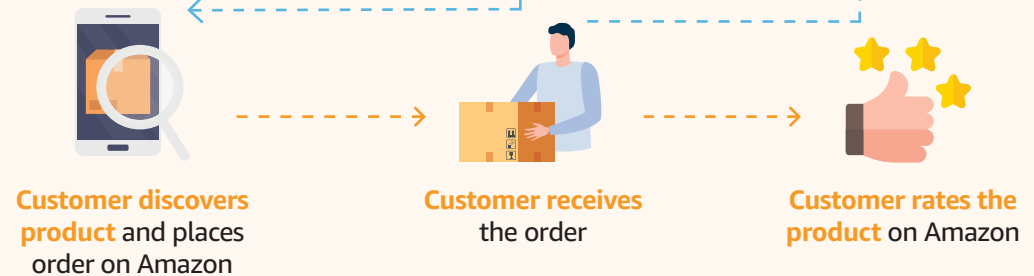 Customer discovers
product and places
order on Amazon
Customer receives
the order
Customer rates the
product on Amazon